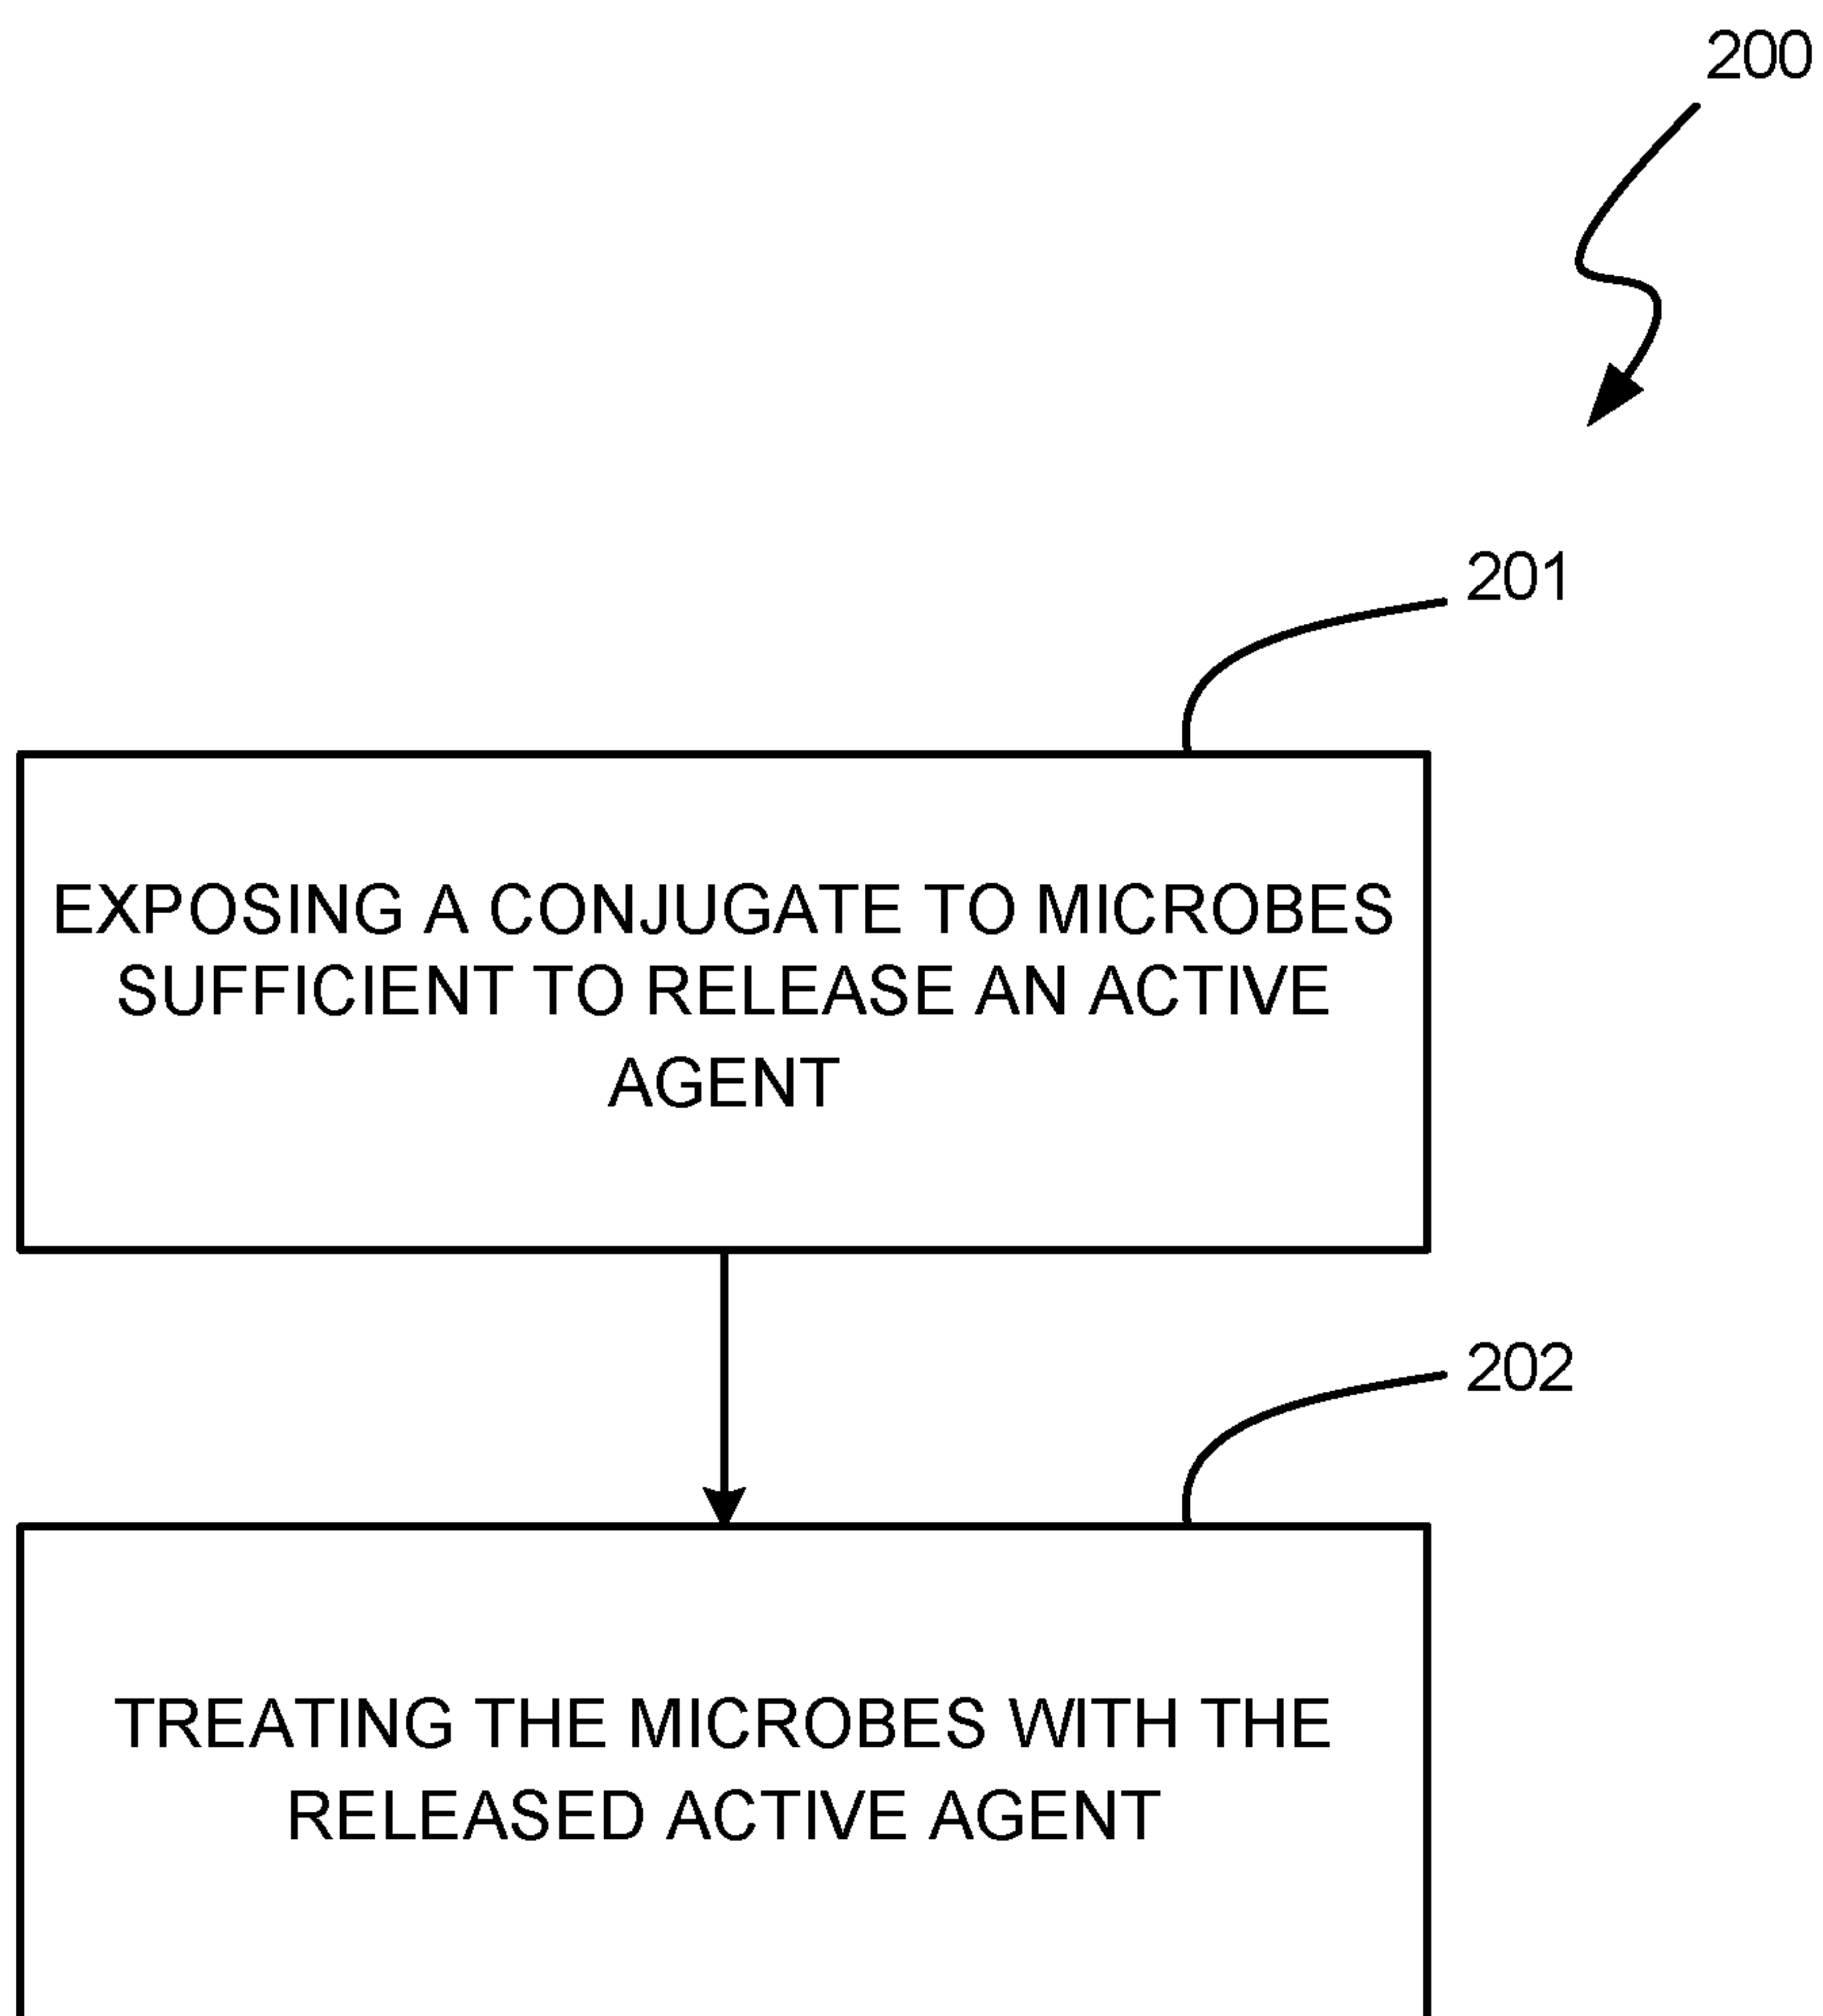 200
201
EXPOSING A CONJUGATE TO MICROBES
SUFFICIENT TO RELEASE AN ACTIVE
AGENT
202
TREATING THE MICROBES WITH THE
RELEASED ACTIVE AGENT